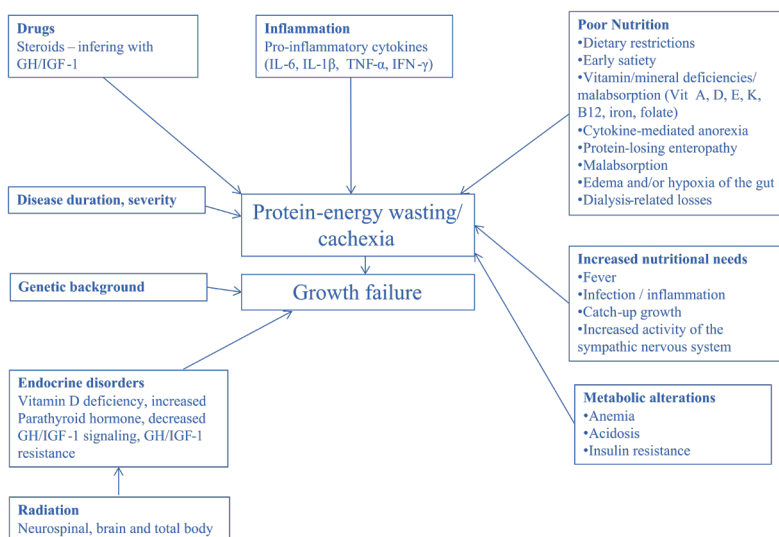 Drugs
Steroids – infering with
GH/IGF-1
Inflammation
Pro-inflammatory cytokines
(IL-6, IL-1β, TNF-α, IFN-γ)
Poor Nutrition
•Dietary restrictions
•Early satiety
•Vitamin/mineral deficiencies/
malabsorption (Vit A, D, E, K,
B12, iron, folate)
•Cytokine-mediated anorexia
•Protein-losing enteropathy
•Malabsorption
•Edema and/or hypoxia of the gut
•Dialysis-related losses
Disease duration, severity
Protein-energy wasting/
cachexia
Genetic background
Growth failure
Increased nutritional needs
•Fever
•Infection / inflammation
•Catch-up growth
•Increased activity of the
sympathic nervous system
Endocrine disorders
Vitamin D deficiency, increased
Parathyroid hormone, decreased
GH/IGF-1 signaling, GH/IGF-1
resistance
Metabolic alterations
•Anemia
•Acidosis
•Insulin resistance
Radiation
Neurospinal, brain and total body